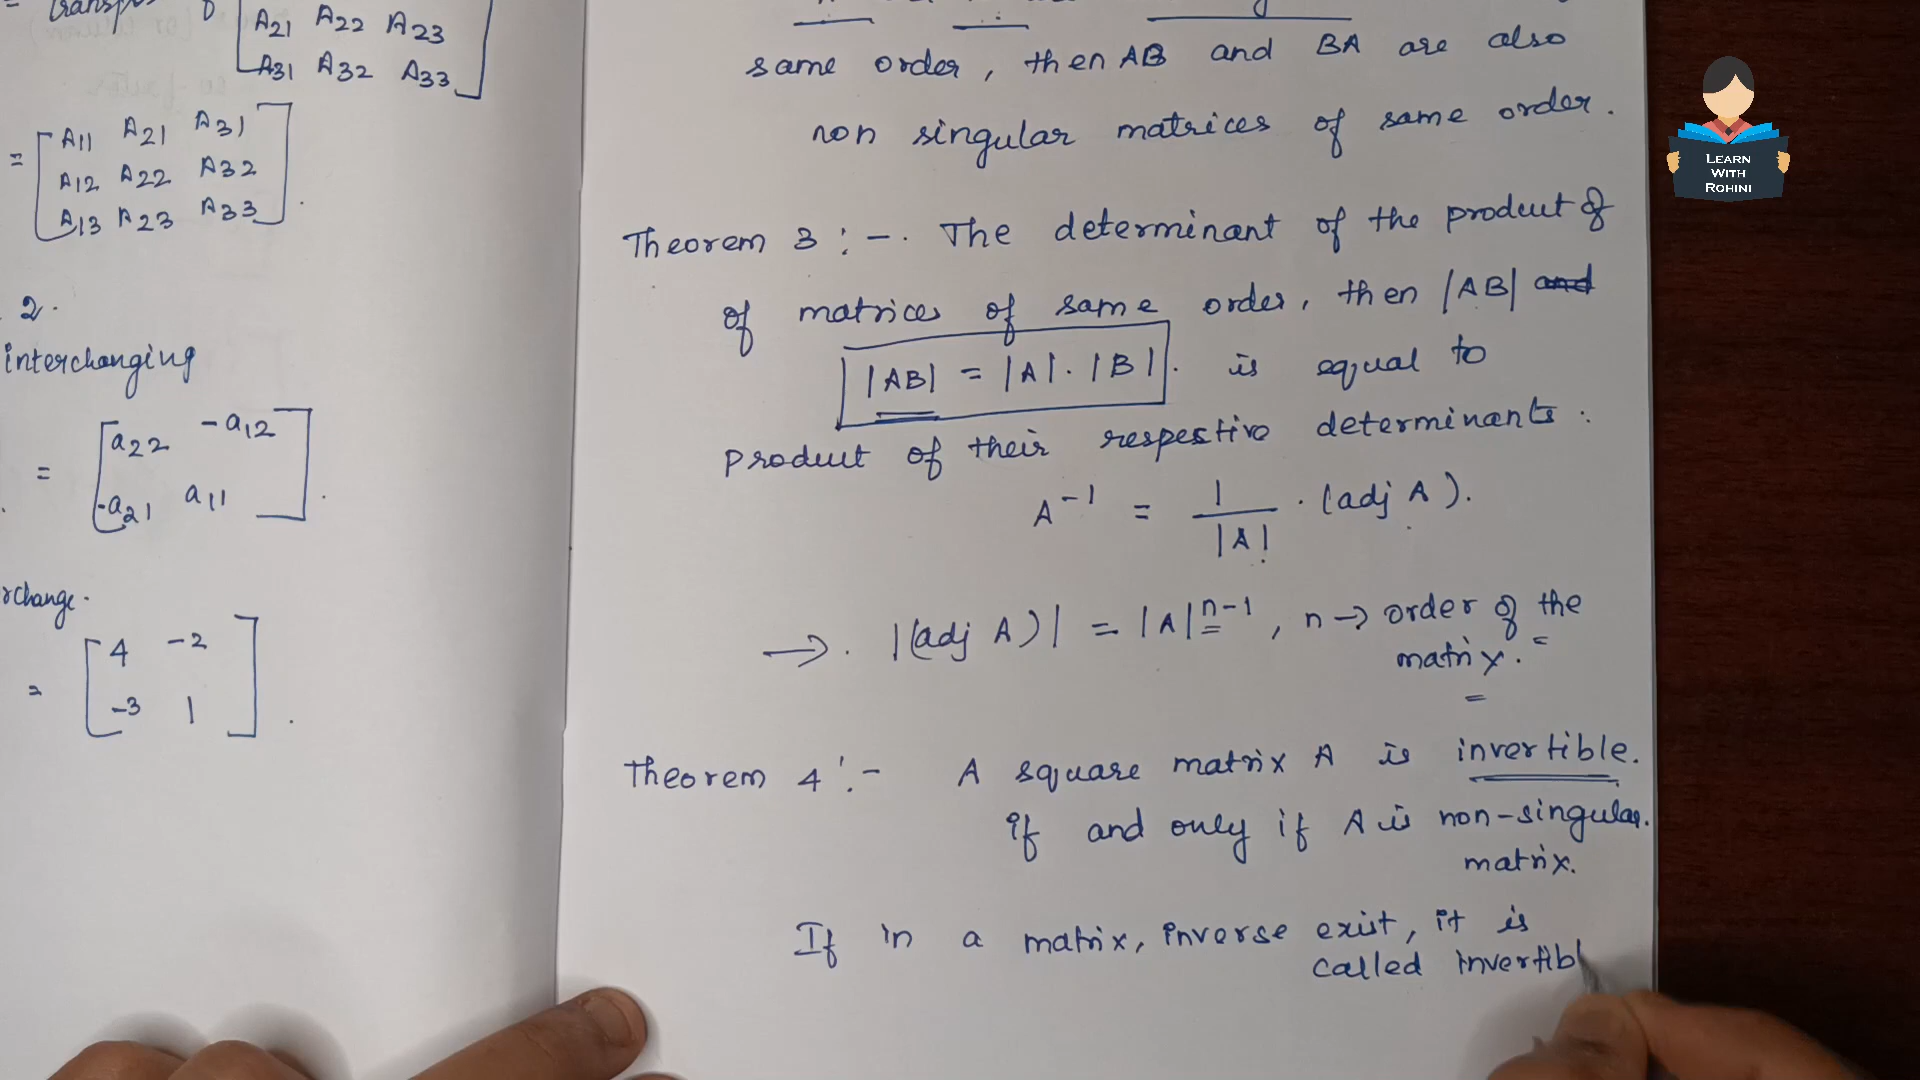 A21 A22 A23
A31 A32 A33
= A11 A21 A31
A12 A22 A32
A13 A23 A33 .
2.
interchanging
= a22 -a12
-a21 a11 .
rchange.
= 4 -2
-3 1 .
same order, then AB and BA are also
non singular matrices of same order.
Theorem 3 :-. The determinant of the product of
of matrices of same order, then |AB| and
|AB| = |A|.|B|. is equal to
product of their respective determinants.
A⁻¹ = 1/|A| . (adj A).
→. |(adj A)| = |A|ⁿ⁻¹, n → order of the
matrix.
Theorem 4 :- A square matrix A is invertible.
if and only if A is non-singular.
matrix.
If in a matrix, inverse exist, it is
called invertibl
LEARN
WITH
ROHINI